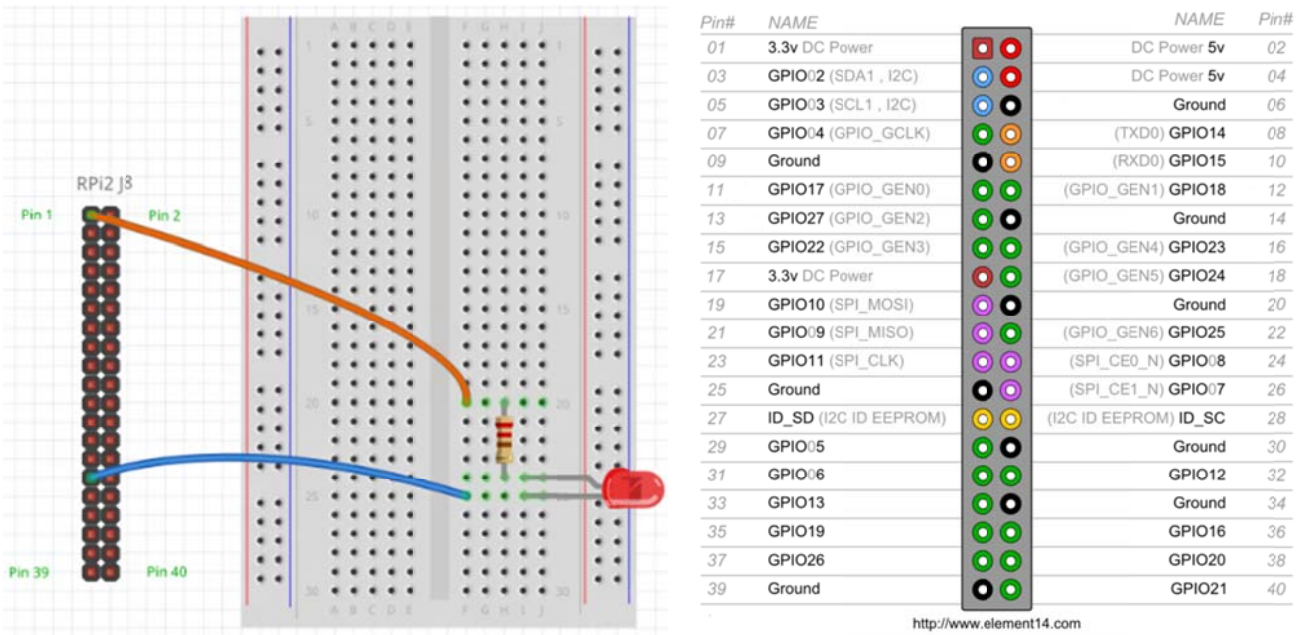 RPi2 J8
Pin 1
Pin 2
Pin 39
Pin 40
A B C D E F G H I J
1 1
5 5
10 10
15 15
20 20
25 25
30 30
A B C D E F G H I J
Pin# NAME NAME Pin#
01 3.3v DC Power DC Power 5v 02
03 GPIO02 (SDA1 , I2C) DC Power 5v 04
05 GPIO03 (SCL1 , I2C) Ground 06
07 GPIO04 (GPIO_GCLK) (TXD0) GPIO14 08
09 Ground (RXD0) GPIO15 10
11 GPIO17 (GPIO_GEN0) (GPIO_GEN1) GPIO18 12
13 GPIO27 (GPIO_GEN2) Ground 14
15 GPIO22 (GPIO_GEN3) (GPIO_GEN4) GPIO23 16
17 3.3v DC Power (GPIO_GEN5) GPIO24 18
19 GPIO10 (SPI_MOSI) Ground 20
21 GPIO09 (SPI_MISO) (GPIO_GEN6) GPIO25 22
23 GPIO11 (SPI_CLK) (SPI_CE0_N) GPIO08 24
25 Ground (SPI_CE1_N) GPIO07 26
27 ID_SD (I2C ID EEPROM) (I2C ID EEPROM) ID_SC 28
29 GPIO05 Ground 30
31 GPIO06 GPIO12 32
33 GPIO13 Ground 34
35 GPIO19 GPIO16 36
37 GPIO26 GPIO20 38
39 Ground GPIO21 40
http://www.element14.com